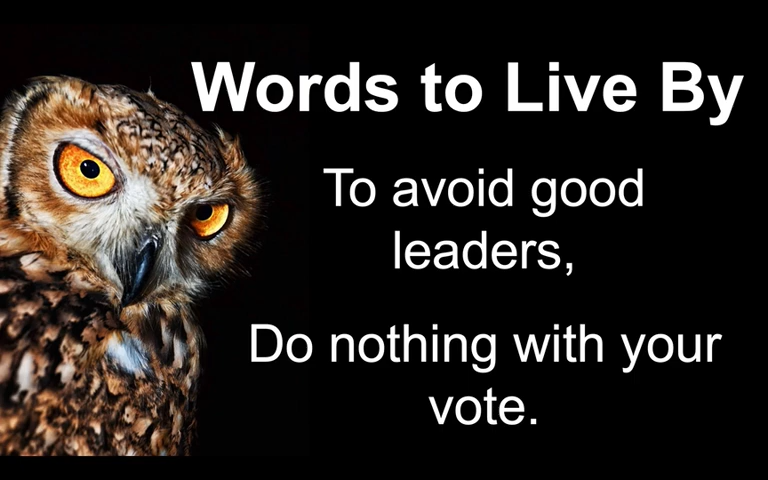 Words to Live By
To avoid good
leaders,
Do nothing with your
vote.